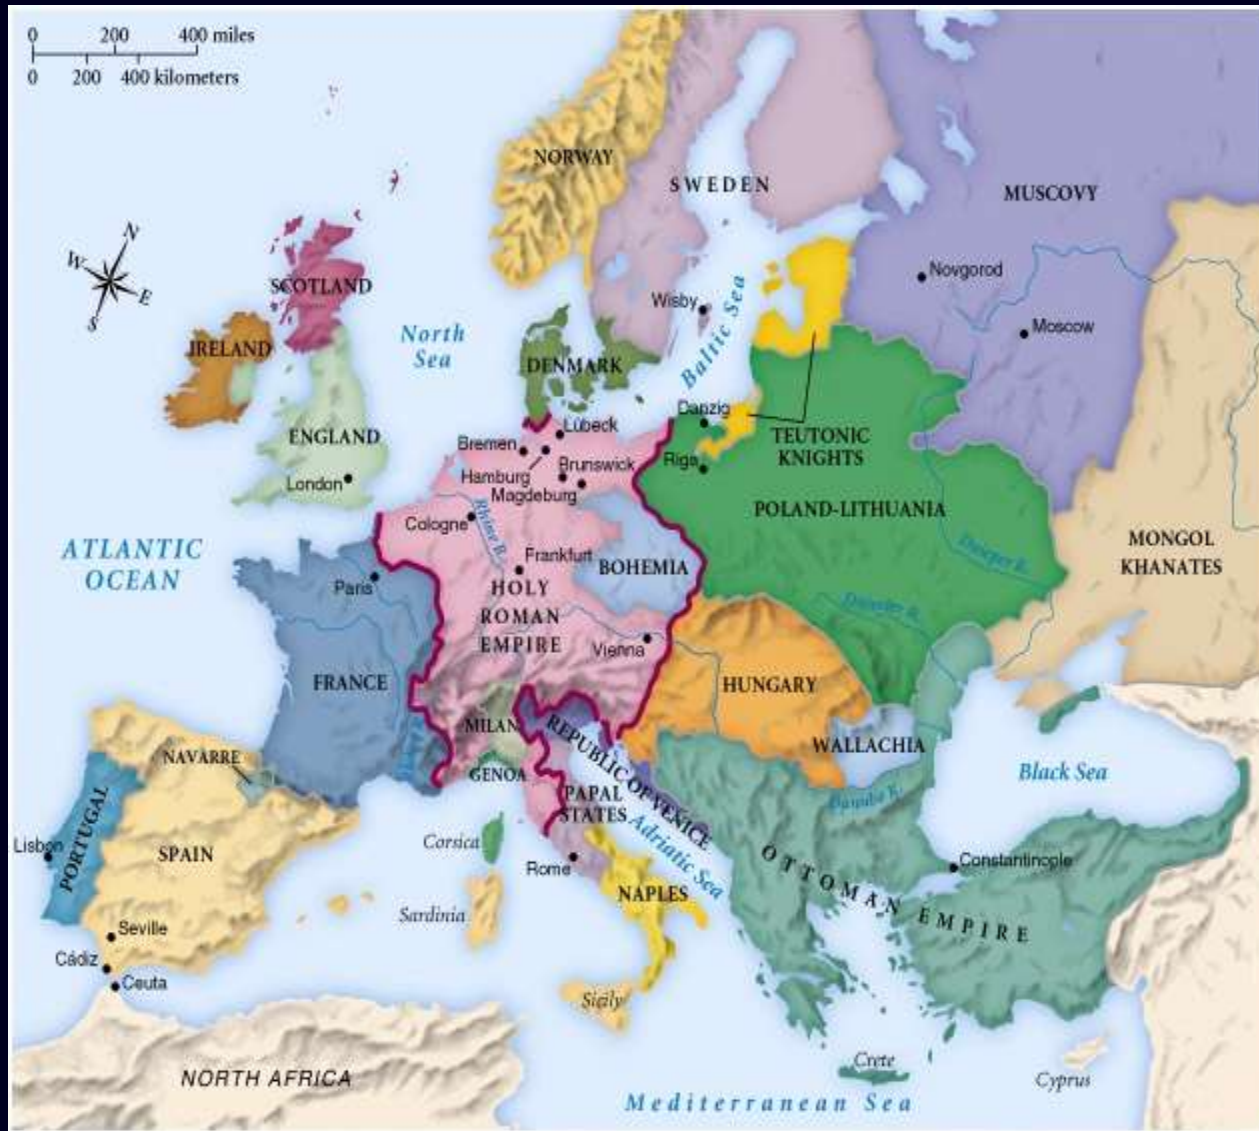 0 200 400 miles
0 200 400 kilometers
N
W
E
S
NORWAY
SWEDEN
MUSCOVY
SCOTLAND
Novgorod
Wisby
Moscow
Baltic Sea
North
Sea
IRELAND
DENMARK
Danzig
Lübeck
ENGLAND
Bremen
TEUTONIC
KNIGHTS
Riga
Hamburg
Brunswick
London
Magdeburg
POLAND-LITHUANIA
Cologne
Rhine R.
ATLANTIC
OCEAN
Frankfurt
BOHEMIA
Dnieper R.
MONGOL
KHANATES
Paris
HOLY
ROMAN
EMPIRE
Dniester R.
Vienna
FRANCE
HUNGARY
MILAN
REPUBLIC OF VENICE
WALLACHIA
NAVARRE
GENOA
Black Sea
PAPAL
STATES
Danube R.
PORTUGAL
Corsica
Adriatic Sea
Lisbon
SPAIN
Rome
OTTOMAN EMPIRE
Constantinople
NAPLES
Sardinia
Seville
Cádiz
Ceuta
Sicily
Crete
Cyprus
NORTH AFRICA
Mediterranean Sea